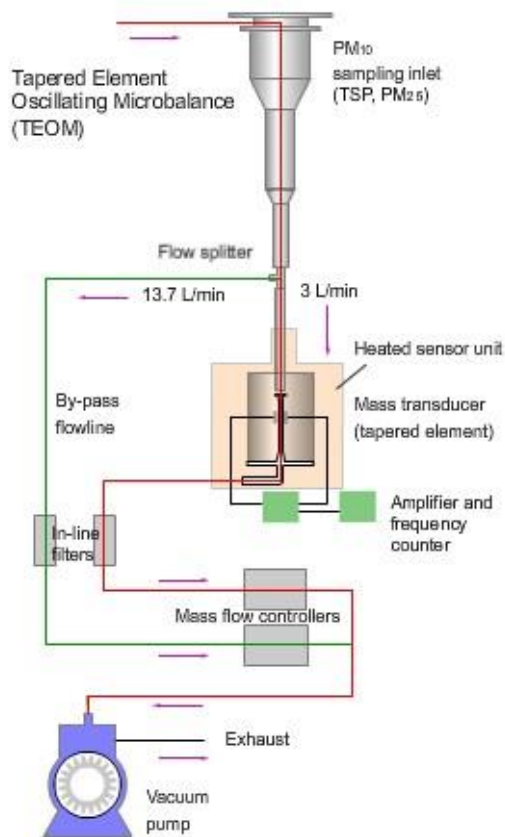 PM10
sampling inlet
(TSP, PM2.5)
Tapered Element
Oscillating Microbalance
(TEOM)
Flow splitter
13.7 L/min
3 L/min
Heated sensor unit
By-pass
flowline
Mass transducer
(tapered element)
Amplifier and
frequency
counter
In-line
filters
Mass flow controllers
Exhaust
Vacuum
pump